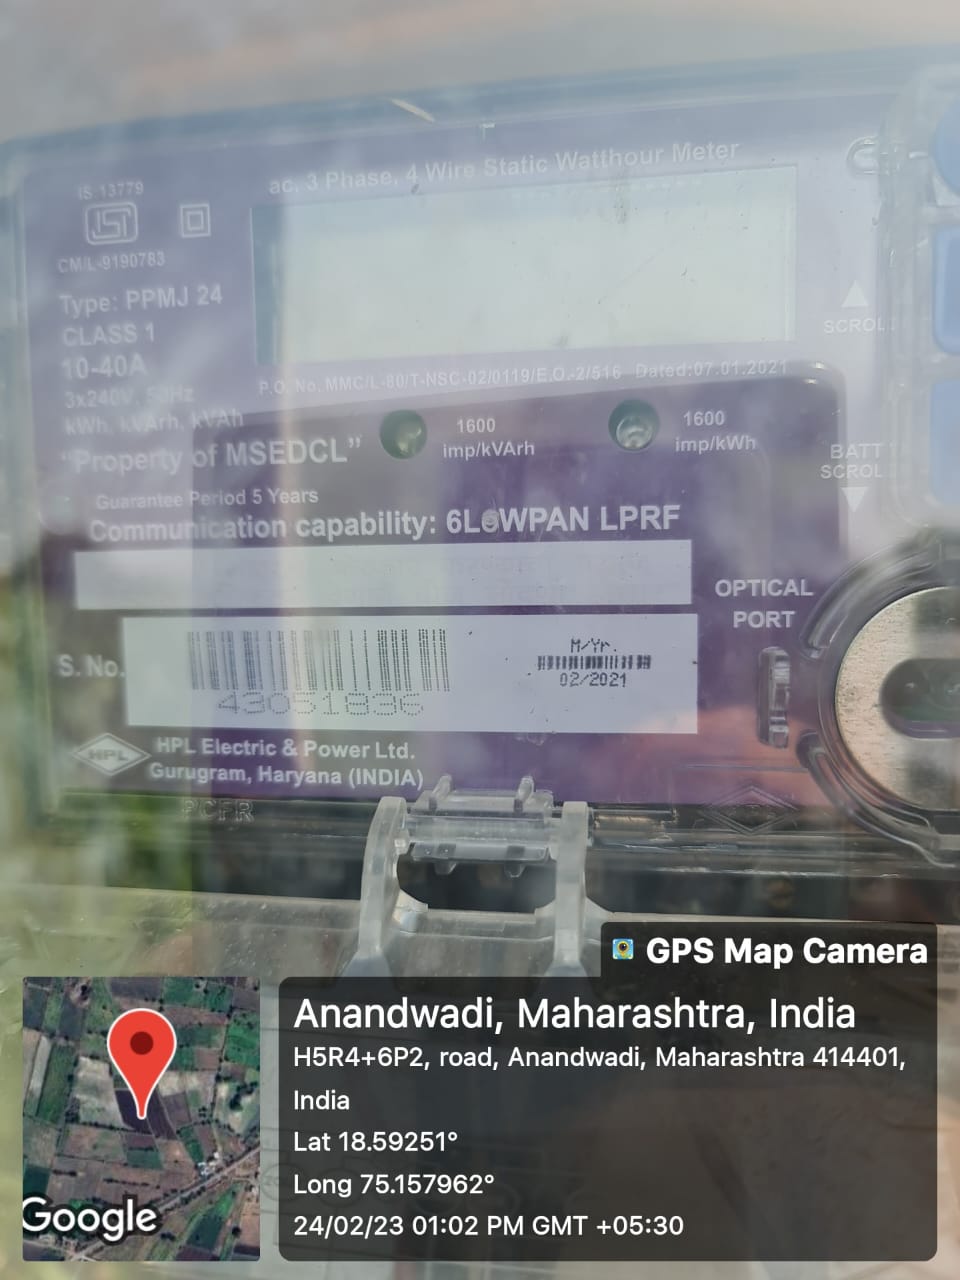 ac, 3 Phase, 4 Wire Static Watthour Meter
IS 13779
CM/L-9190783
Type: PPMJ 24
CLASS 1
10-40A
3x240V, 50Hz
kWh, kVArh, kVAh
"Property of MSEDCL"
Guarantee Period 5 Years
P.O. No. MMC/L-80/T-NSC-02/0119/E.O.-2/516 Dated:07.01.2021
1600
imp/kVArh
1600
imp/kWh
SCROLL
BATT
SCROLL
Communication capability: 6LoWPAN LPRF
OPTICAL
PORT
S. No.
43051836
M/Yr.
02/2021
HPL
HPL Electric & Power Ltd.
Gurugram, Haryana (INDIA)
GPS Map Camera
Anandwadi, Maharashtra, India
H5R4+6P2, road, Anandwadi, Maharashtra 414401,
India
Lat 18.59251°
Long 75.157962°
24/02/23 01:02 PM GMT +05:30
Google